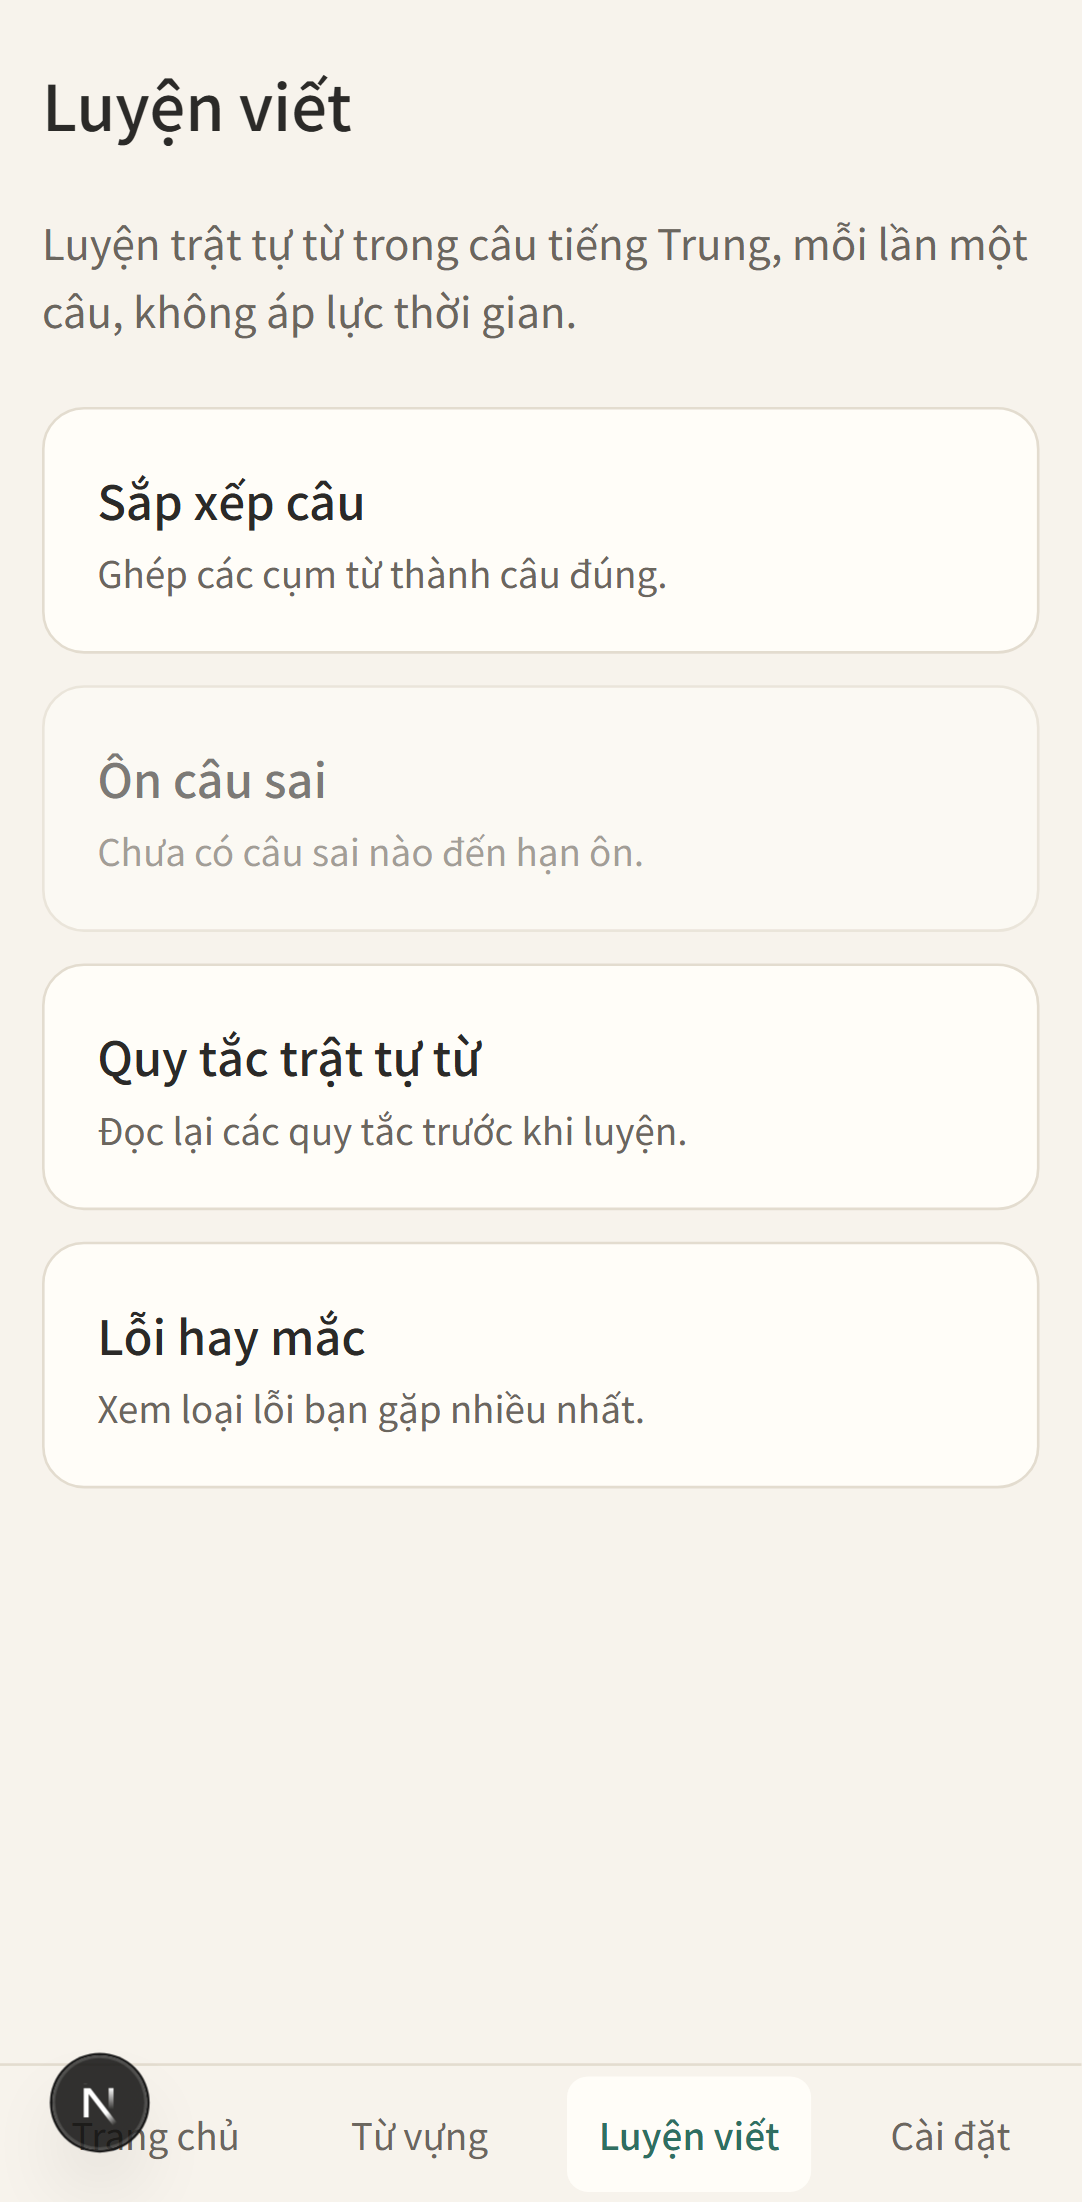 Luyện viết
Luyện trật tự từ trong câu tiếng Trung, mỗi lần một
câu, không áp lực thời gian.
Sắp xếp câu
Ghép các cụm từ thành câu đúng.
Ôn câu sai
Chưa có câu sai nào đến hạn ôn.
Quy tắc trật tự từ
Đọc lại các quy tắc trước khi luyện.
Lỗi hay mắc
Xem loại lỗi bạn gặp nhiều nhất.
N
Trang chủ
Từ vựng
Luyện viết
Cài đặt